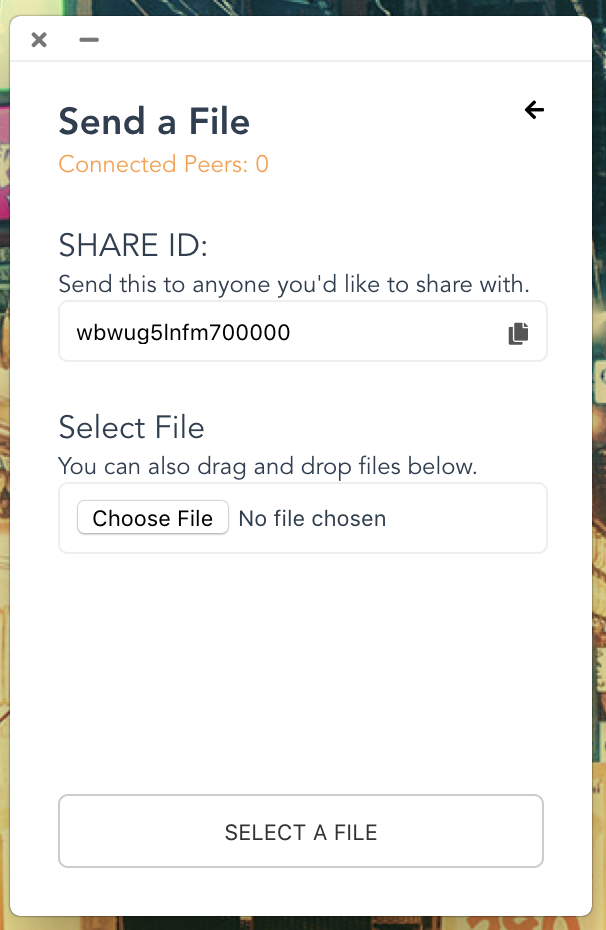 Send a File
Connected Peers: 0
SHARE ID:
Send this to anyone you'd like to share with.
wbwug5lnfm700000
Select File
You can also drag and drop files below.
Choose File No file chosen
SELECT A FILE